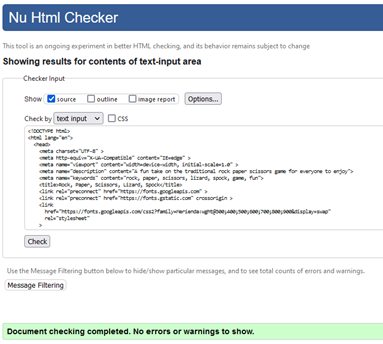 Nu Html Checker
This tool is an ongoing experiment in better HTML checking, and its behavior remains subject to change
Showing results for contents of text-input area
Checker Input
Show source outline image report Options...
Check by text input CSS
<!DOCTYPE html>
<html lang="en">
<head>
<meta charset="UTF-8" >
<meta http-equiv="X-UA-Compatible" content="IE=edge" >
<meta name="viewport" content="width=device-width, initial-scale=1.0" >
<meta name="description" content="A fun take on the traditional rock paper scissors game for everyone to enjoy">
<meta name="keywords" content="rock, paper, scissors, lizard, spock, game, fun">
<title>Rock, Paper, Scissors, Lizard, Spock</title>
<link rel="preconnect" href="https://fonts.googleapis.com" >
<link rel="preconnect" href="https://fonts.gstatic.com" crossorigin >
<link
href="https://fonts.googleapis.com/css2?family=Merienda:wght@300;400;500;600;700;800;900&display=swap"
rel="stylesheet"
>
Check
Use the Message Filtering button below to hide/show particular messages, and to see total counts of errors and warnings.
Message Filtering
Document checking completed. No errors or warnings to show.